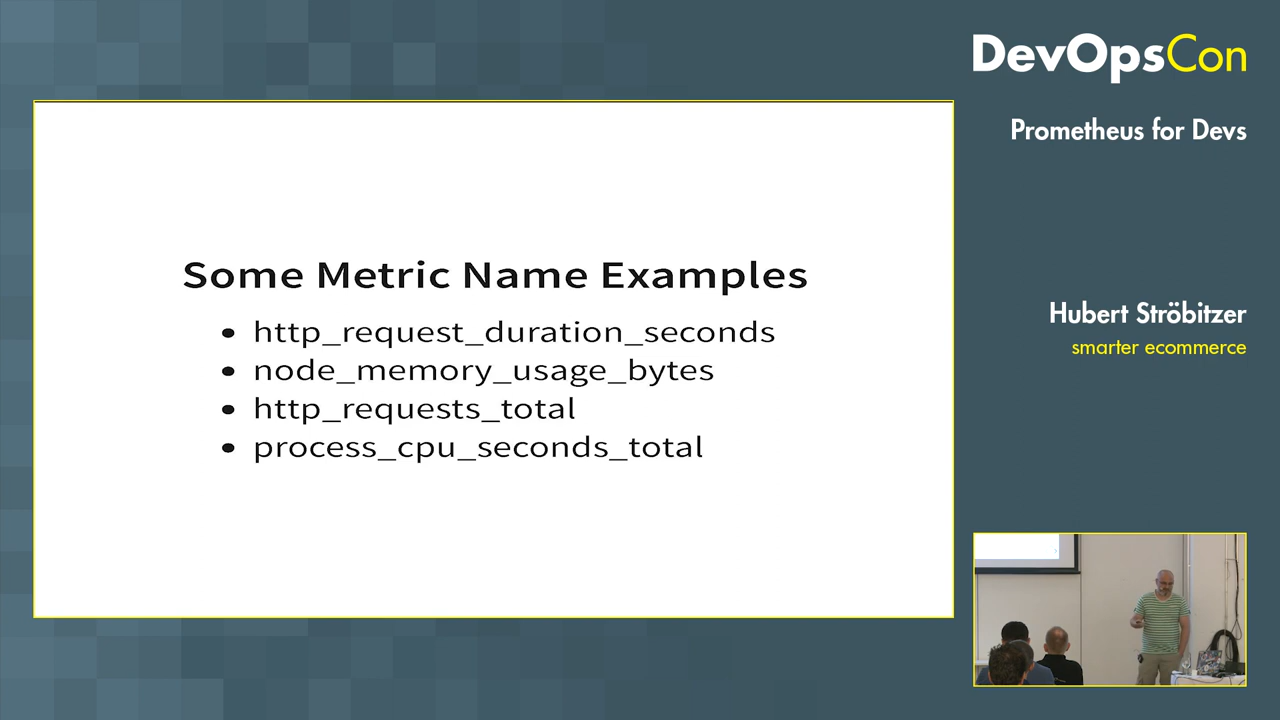 DevOpsCon
Prometheus for Devs
Some Metric Name Examples
• http_request_duration_seconds
• node_memory_usage_bytes
• http_requests_total
• process_cpu_seconds_total
Hubert Ströbitzer
smarter ecommerce